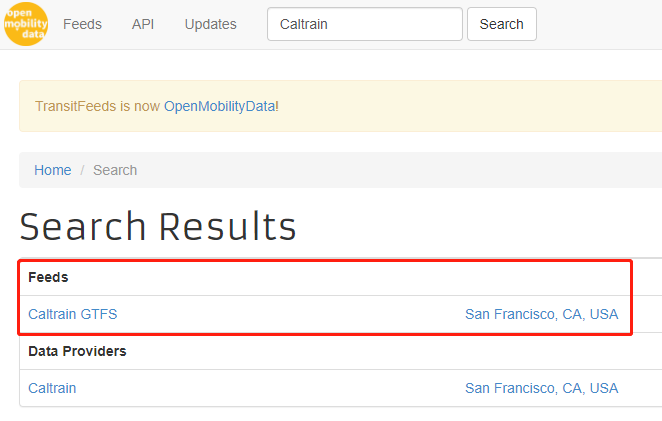 open
mobility
data
Feeds API Updates Caltrain Search
TransitFeeds is now OpenMobilityData!
Home / Search
Search Results
Feeds
Caltrain GTFS San Francisco, CA, USA
Data Providers
Caltrain San Francisco, CA, USA